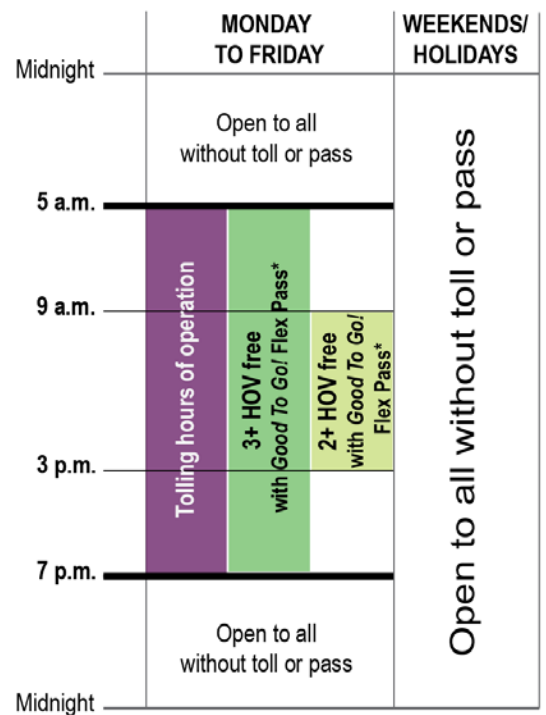 MONDAY
TO FRIDAY
WEEKENDS/
HOLIDAYS
Midnight
Open to all
without toll or pass
5 a.m.
9 a.m.
3 p.m.
7 p.m.
Tolling hours of operation
3+ HOV free
with Good To Go! Flex Pass*
2+ HOV free
with Good To Go!
Flex Pass*
Open to all without toll or pass
Open to all
without toll or pass
Midnight